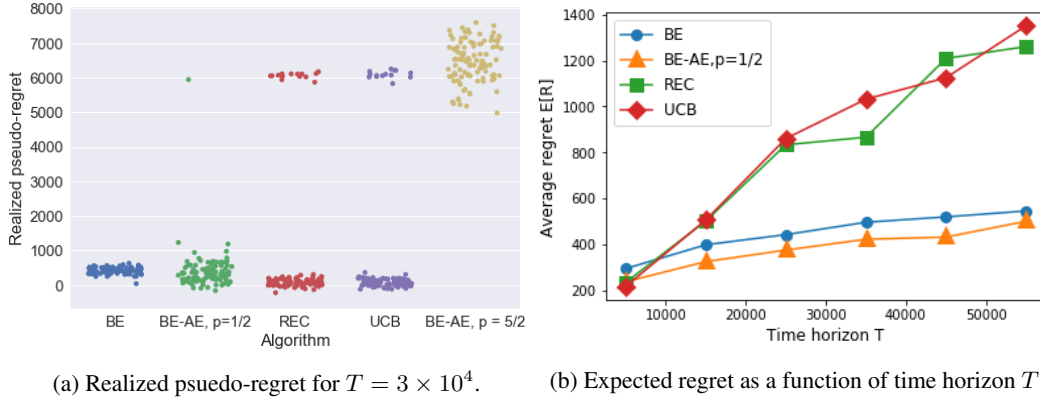 8000
7000
6000
5000
4000
3000
2000
1000
0
Realized pseudo-regret
BE
BE-AE, p=1/2
REC
UCB
BE-AE, p = 5/2
Algorithm
1400
1200
1000
800
600
400
200
Average regret E[R]
BE
BE-AE,p=1/2
REC
UCB
10000
20000
30000
40000
50000
Time horizon T
(a) Realized psuedo-regret for T = 3 × 10⁴.
(b) Expected regret as a function of time horizon T